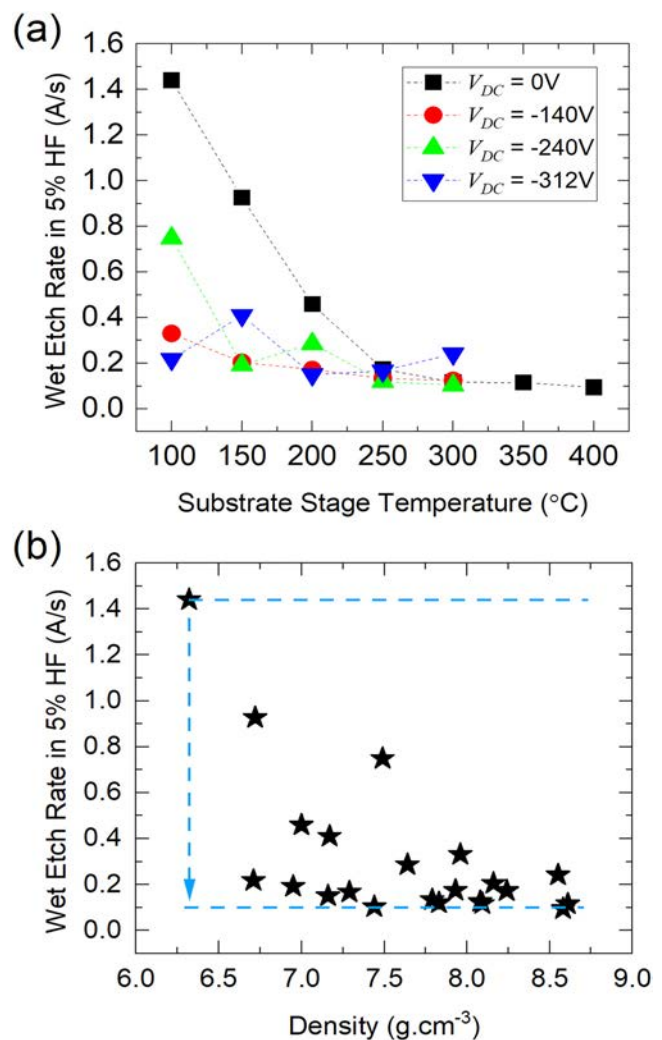 (a)
1.6
1.4
1.2
1.0
0.8
0.6
0.4
0.2
0.0
Wet Etch Rate in 5% HF (A/s)
V_DC = 0V
V_DC = -140V
V_DC = -240V
V_DC = -312V
100 150 200 250 300 350 400
Substrate Stage Temperature (°C)
(b)
1.6
1.4
1.2
1.0
0.8
0.6
0.4
0.2
0.0
Wet Etch Rate in 5% HF (A/s)
6.0 6.5 7.0 7.5 8.0 8.5 9.0
Density (g.cm⁻³)